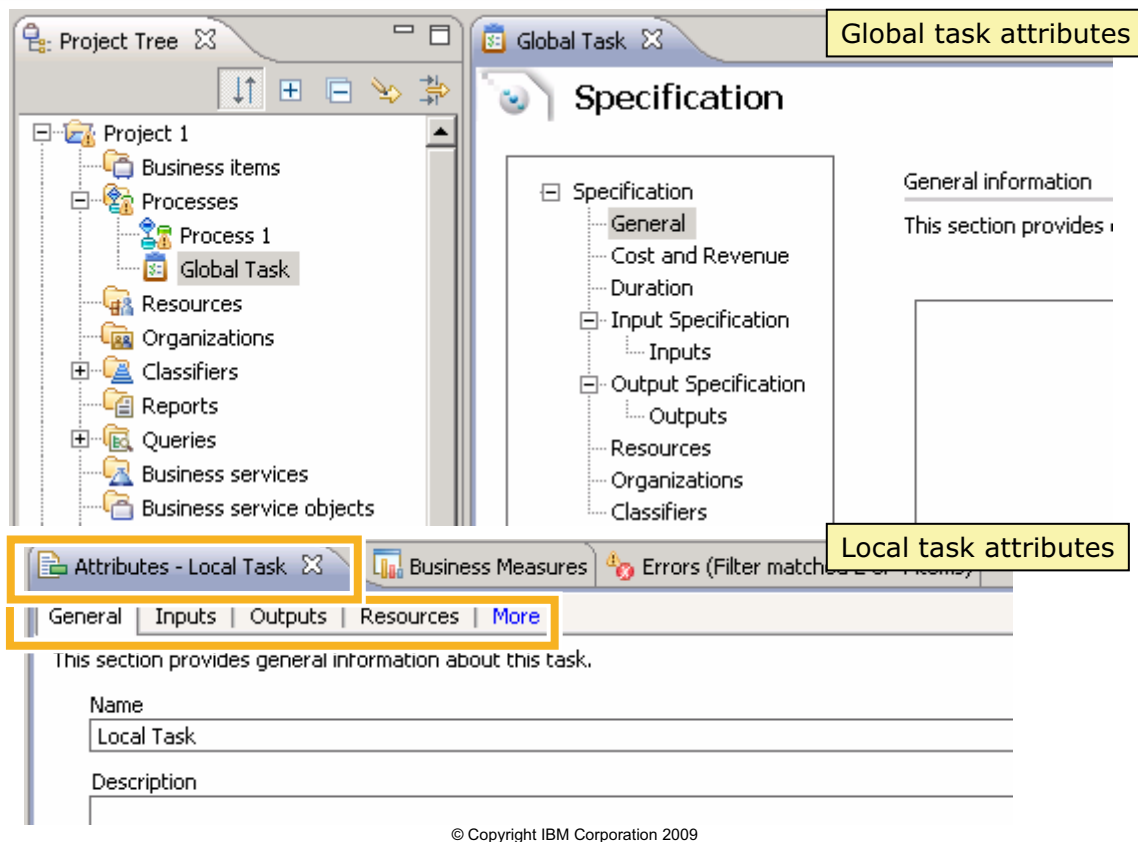 Project Tree
Project 1
Business items
Processes
Process 1
Global Task
Resources
Organizations
Classifiers
Reports
Queries
Business services
Business service objects
Global Task
Global task attributes
Specification
Specification
General
Cost and Revenue
Duration
Input Specification
Inputs
Output Specification
Outputs
Resources
Organizations
Classifiers
General information
This section provides
Local task attributes
Attributes - Local Task
Business Measures
Errors (Filter matched
General | Inputs | Outputs | Resources | More
This section provides general information about this task.
Name
Local Task
Description
© Copyright IBM Corporation 2009